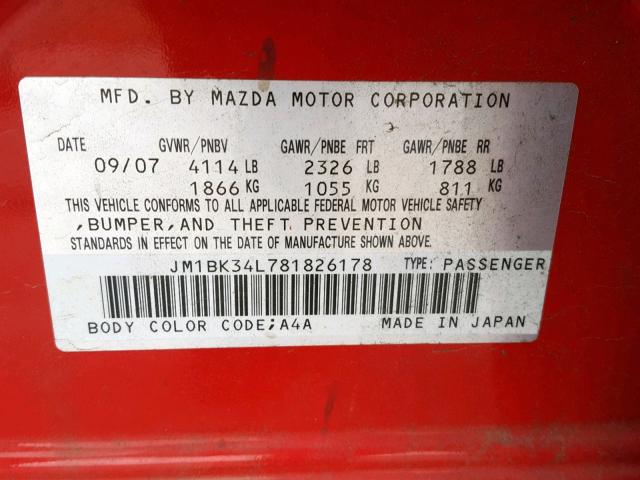 MFD. BY MAZDA MOTOR CORPORATION
DATE GVWR/PNBV GAWR/PNBE FRT GAWR/PNBE RR
09/07 4114 LB 2326 LB 1788 LB
1866 KG 1055 KG 811 KG
THIS VEHICLE CONFORMS TO ALL APPLICABLE FEDERAL MOTOR VEHICLE SAFETY
,BUMPER,AND THEFT PREVENTION
STANDARDS IN EFFECT ON THE DATE OF MANUFACTURE SHOWN ABOVE.
JM1BK34L781826178 TYPE: PASSENGER
BODY COLOR CODE;A4A MADE IN JAPAN